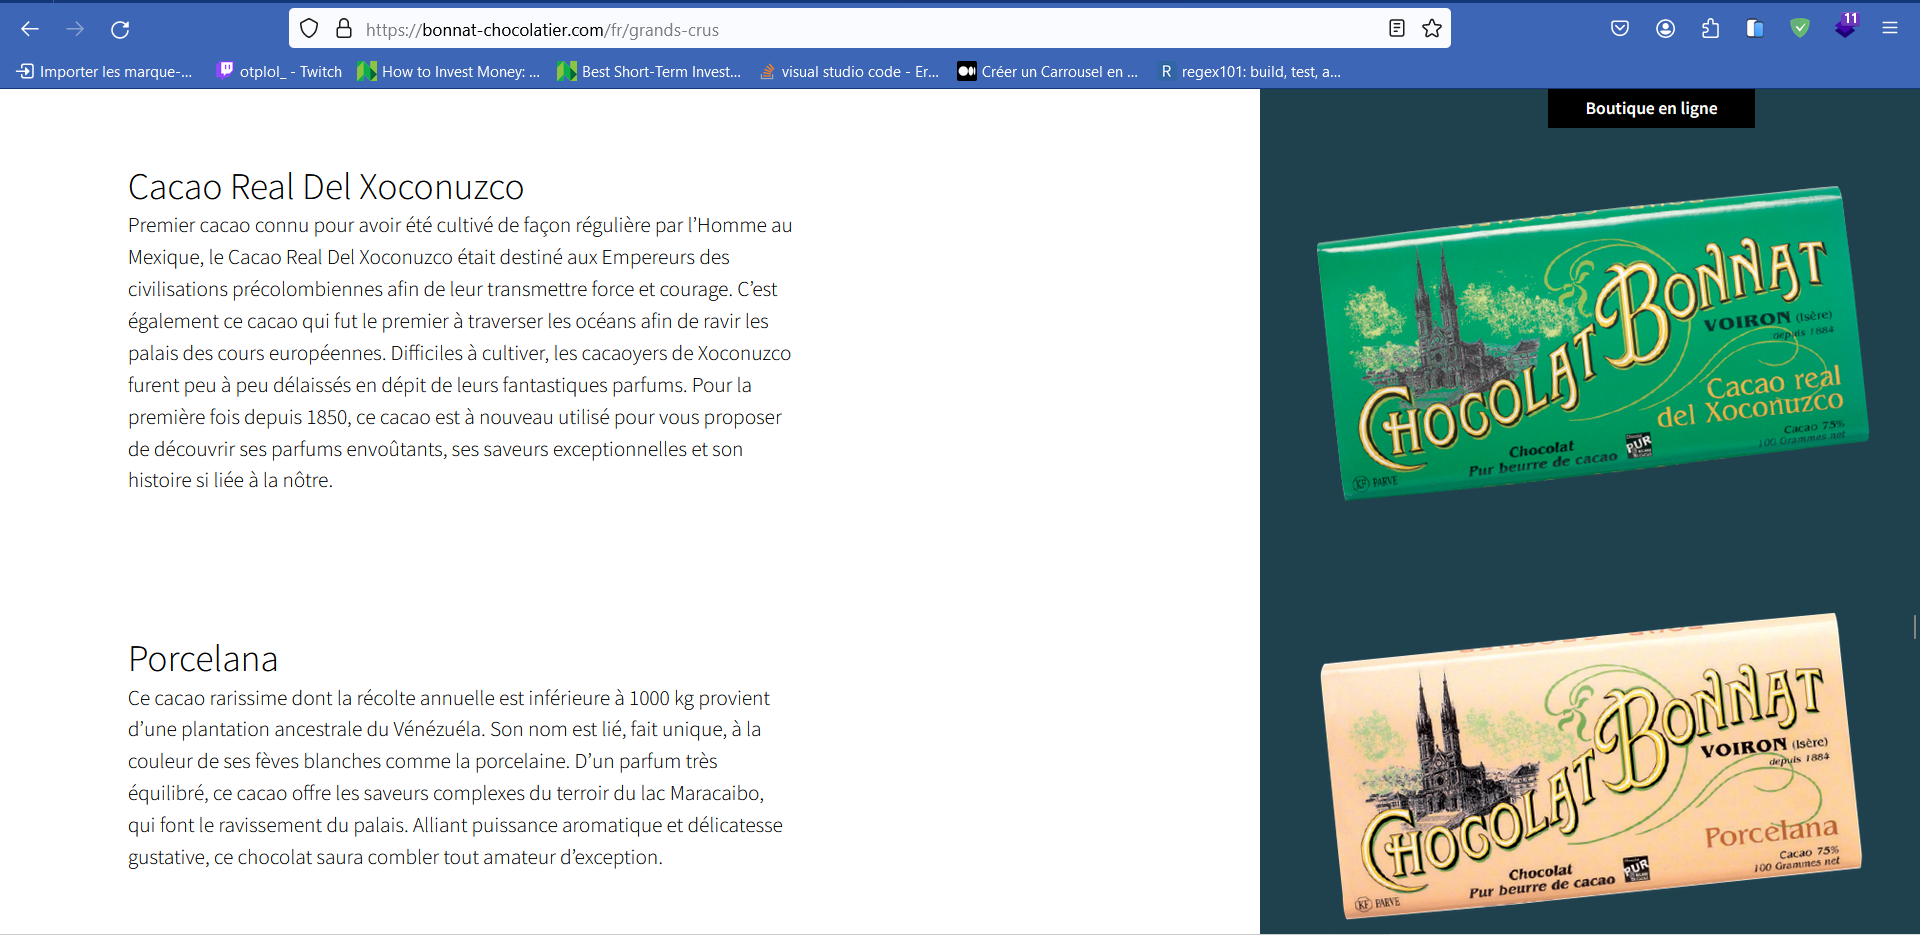 https://bonnat-chocolatier.com/fr/grands-crus
11
Importer les marque-...
otplol_ - Twitch
How to Invest Money: ...
Best Short-Term Invest...
visual studio code - Er...
Créer un Carrousel en ...
R regex101: build, test, a...
Boutique en ligne
Cacao Real Del Xoconuzco
Premier cacao connu pour avoir été cultivé de façon régulière par l’Homme au
Mexique, le Cacao Real Del Xoconuzco était destiné aux Empereurs des
civilisations précolombiennes afin de leur transmettre force et courage. C’est
également ce cacao qui fut le premier à traverser les océans afin de ravir les
palais des cours européennes. Difficiles à cultiver, les cacaoyers de Xoconuzco
furent peu à peu délaissés en dépit de leurs fantastiques parfums. Pour la
première fois depuis 1850, ce cacao est à nouveau utilisé pour vous proposer
de découvrir ses parfums envoûtants, ses saveurs exceptionnelles et son
histoire si liée à la nôtre.
CHOCOLAT BONNAT
VOIRON (Isère)
depuis 1884
Cacao real
del Xoconuzco
Cacao 75%
100 Grammes net
Chocolat
Pur beurre de cacao
PUR
KF PARVE
Porcelana
Ce cacao rarissime dont la récolte annuelle est inférieure à 1000 kg provient
d’une plantation ancestrale du Vénézuéla. Son nom est lié, fait unique, à la
couleur de ses fèves blanches comme la porcelaine. D’un parfum très
équilibré, ce cacao offre les saveurs complexes du terroir du lac Maracaibo,
qui font le ravissement du palais. Alliant puissance aromatique et délicatesse
gustative, ce chocolat saura combler tout amateur d’exception.
CHOCOLAT BONNAT
VOIRON (Isère)
depuis 1884
Porcelana
Cacao 75%
100 Grammes net
Chocolat
Pur beurre de cacao
PUR
KF PARVE